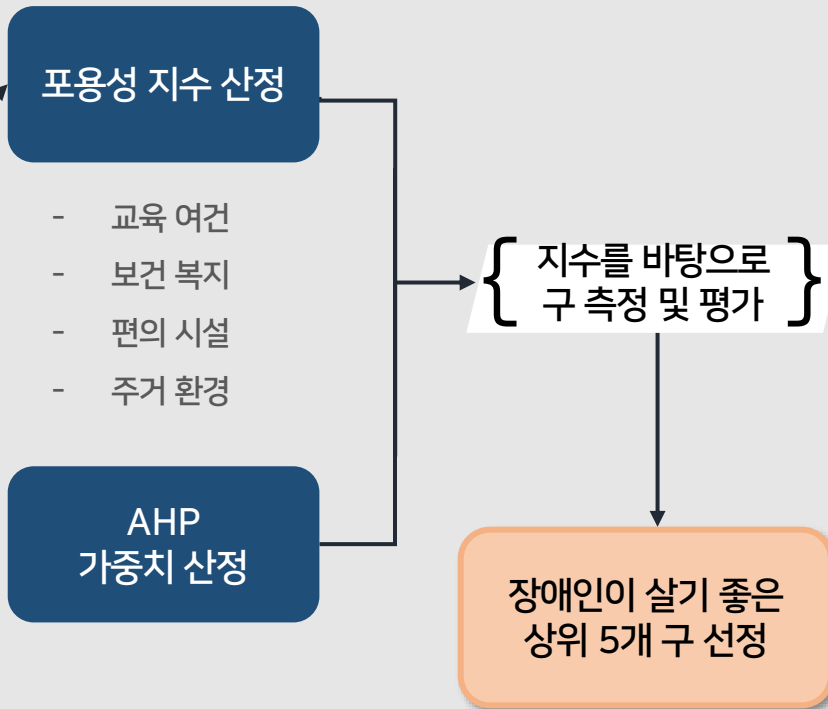 포용성 지수 산정
- 교육 여건
- 보건 복지
- 편의 시설
- 주거 환경
AHP
가중치 산정
{ 지수를 바탕으로
구 측정 및 평가 }
장애인이 살기 좋은
상위 5개 구 선정